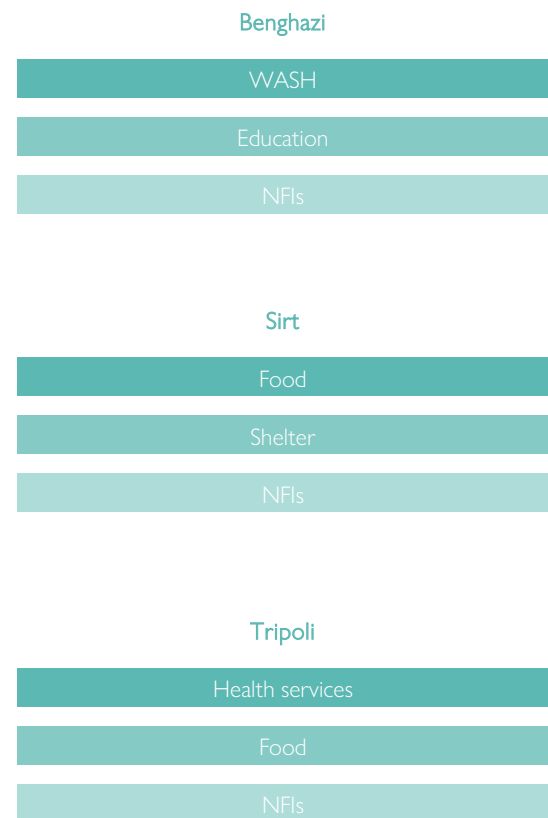 Benghazi
WASH
Education
NFIs
Sirt
Food
Shelter
NFIs
Tripoli
Health services
Food
NFIs